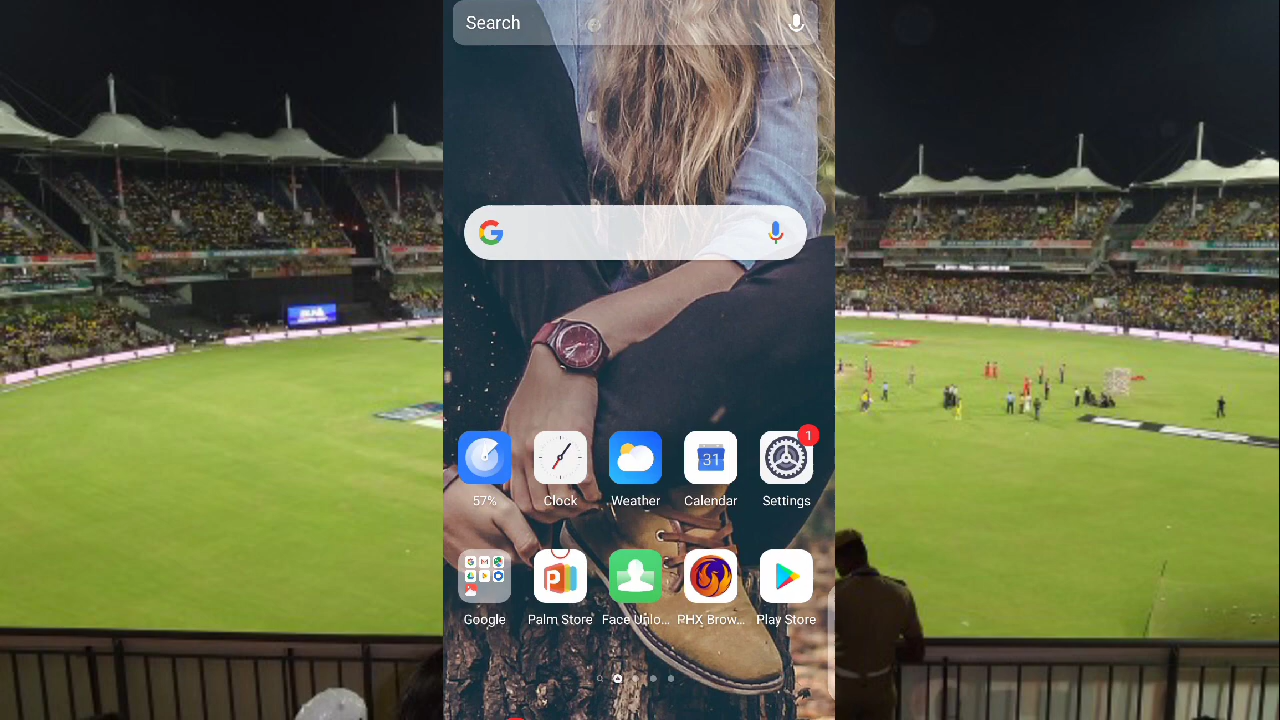 Search
G
57%
Clock
Weather
31
Calendar
1
Settings
Google
P
Palm Store
Face Unlo...
PHX Brow...
Play Store